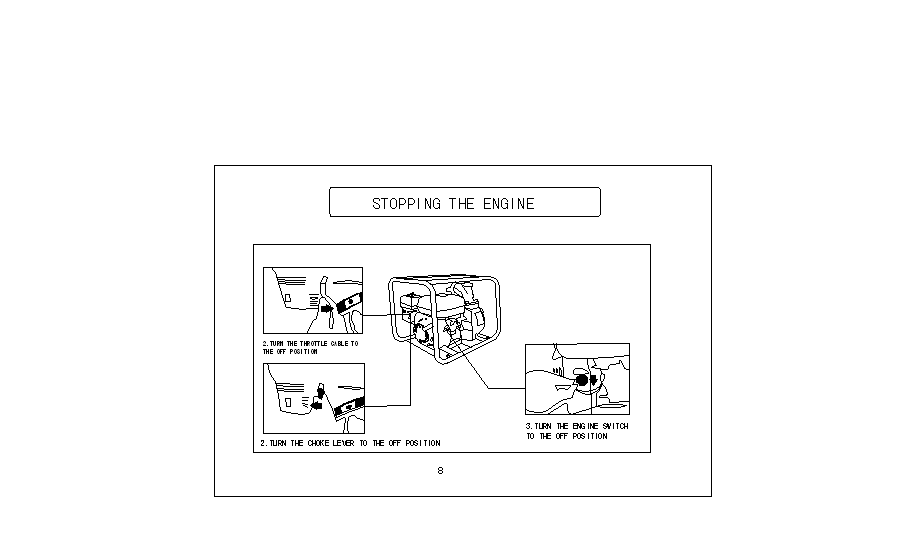 STOPPING THE ENGINE
2.TURN THE THROTTLE CABLE TO
THE OFF POSITION
2.TURN THE CHOKE LEVER TO THE OFF POSITION
3.TURN THE ENGINE SWITCH
TO THE OFF POSITION
8